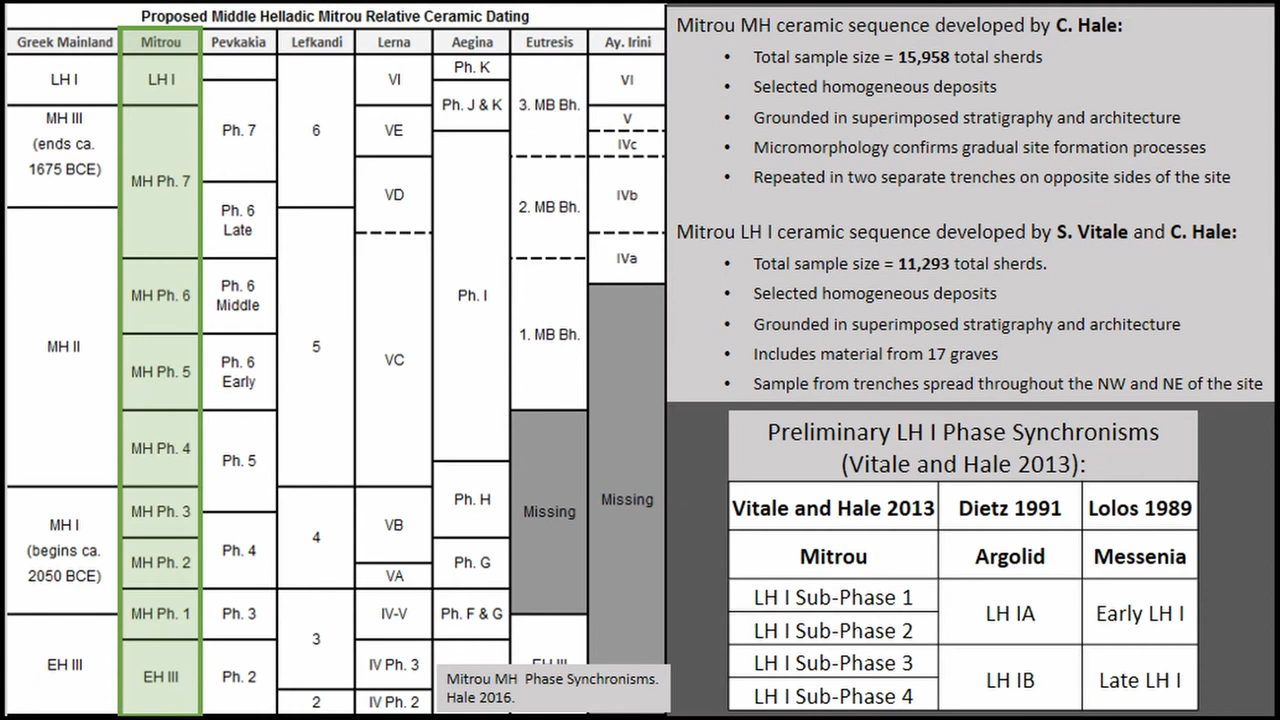 Proposed Middle Helladic Mitrou Relative Ceramic Dating
Greek Mainland Mitrou Pevkakia Lefkandi Lerna Aegina Eutresis Ay. Irini
LH I
MH III
(ends ca.
1675 BCE)
MH II
MH I
(begins ca.
2050 BCE)
EH III
LH I
MH Ph. 7
MH Ph. 6
MH Ph. 5
MH Ph. 4
MH Ph. 3
MH Ph. 2
MH Ph. 1
EH III
Ph. 7
Ph. 6
Late
Ph. 6
Middle
Ph. 6
Early
Ph. 5
Ph. 4
Ph. 3
Ph. 2
6
5
4
3
2
VI
VE
VD
VC
VB
VA
IV-V
IV Ph. 3
IV Ph. 2
Ph. K
Ph. J & K
Ph. I
Ph. H
Ph. G
Ph. F & G
3. MB Bh.
2. MB Bh.
1. MB Bh.
Missing
EH III
VI
V
IVc
IVb
IVa
Missing
Mitrou MH Phase Synchronisms.
Hale 2016.
Mitrou MH ceramic sequence developed by C. Hale:
• Total sample size = 15,958 total sherds
• Selected homogeneous deposits
• Grounded in superimposed stratigraphy and architecture
• Micromorphology confirms gradual site formation processes
• Repeated in two separate trenches on opposite sides of the site
Mitrou LH I ceramic sequence developed by S. Vitale and C. Hale:
• Total sample size = 11,293 total sherds.
• Selected homogeneous deposits
• Grounded in superimposed stratigraphy and architecture
• Includes material from 17 graves
• Sample from trenches spread throughout the NW and NE of the site
Preliminary LH I Phase Synchronisms
(Vitale and Hale 2013):
Vitale and Hale 2013 Dietz 1991 Lolos 1989
Mitrou Argolid Messenia
LH I Sub-Phase 1
LH I Sub-Phase 2
LH IA
Early LH I
LH I Sub-Phase 3
LH I Sub-Phase 4
LH IB
Late LH I